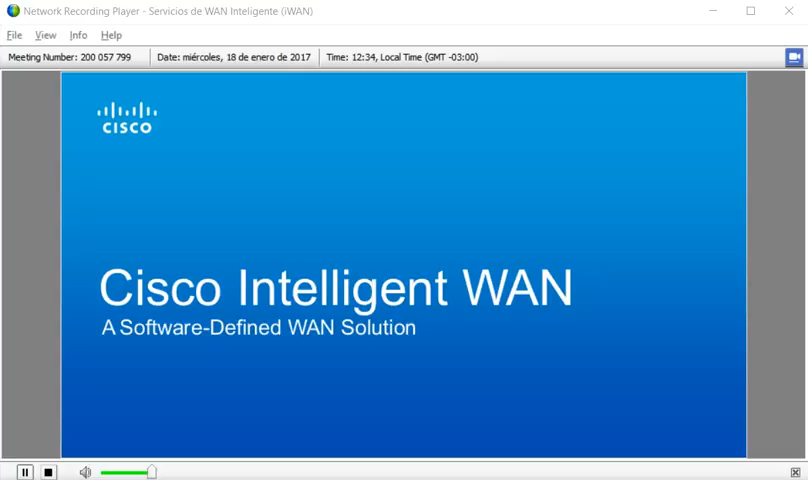 Network Recording Player - Servicios de WAN Inteligente (iWAN)
File View Info Help
Meeting Number: 200 057 799 Date: miércoles, 18 de enero de 2017 Time: 12:34, Local Time (GMT -03:00)
CISCO
Cisco Intelligent WAN
A Software-Defined WAN Solution